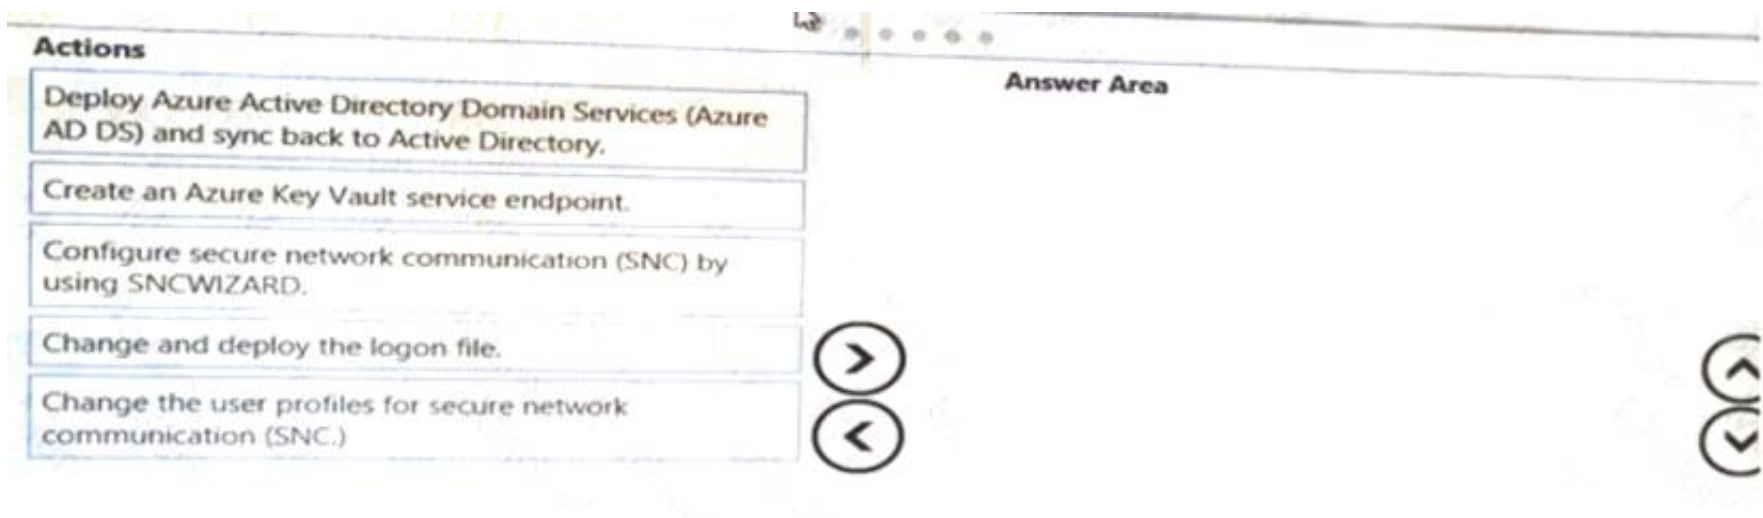 Actions
Answer Area
Deploy Azure Active Directory Domain Services (Azure
AD DS) and sync back to Active Directory.
Create an Azure Key Vault service endpoint.
Configure secure network communication (SNC) by
using SNCWIZARD.
Change and deploy the logon file.
Change the user profiles for secure network
communication (SNC.)